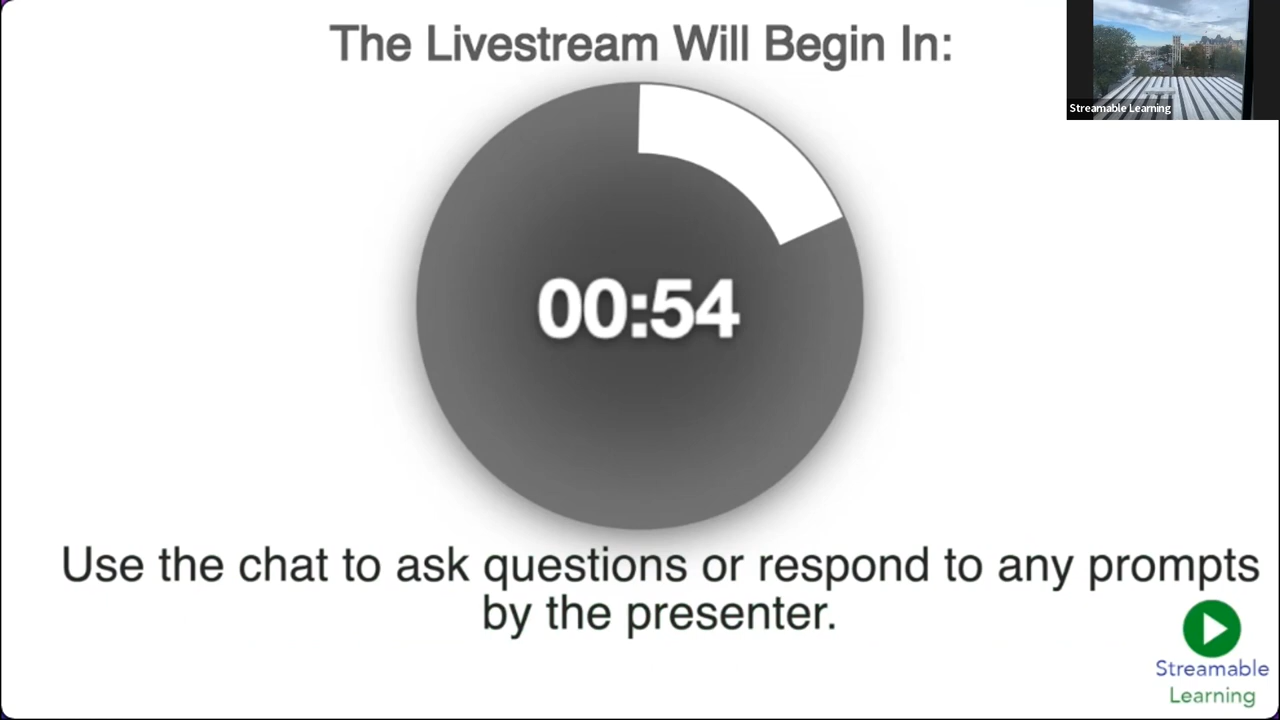 The Livestream Will Begin In:
Streamable Learning
00:54
Use the chat to ask questions or respond to any prompts
by the presenter.
Streamable
Learning